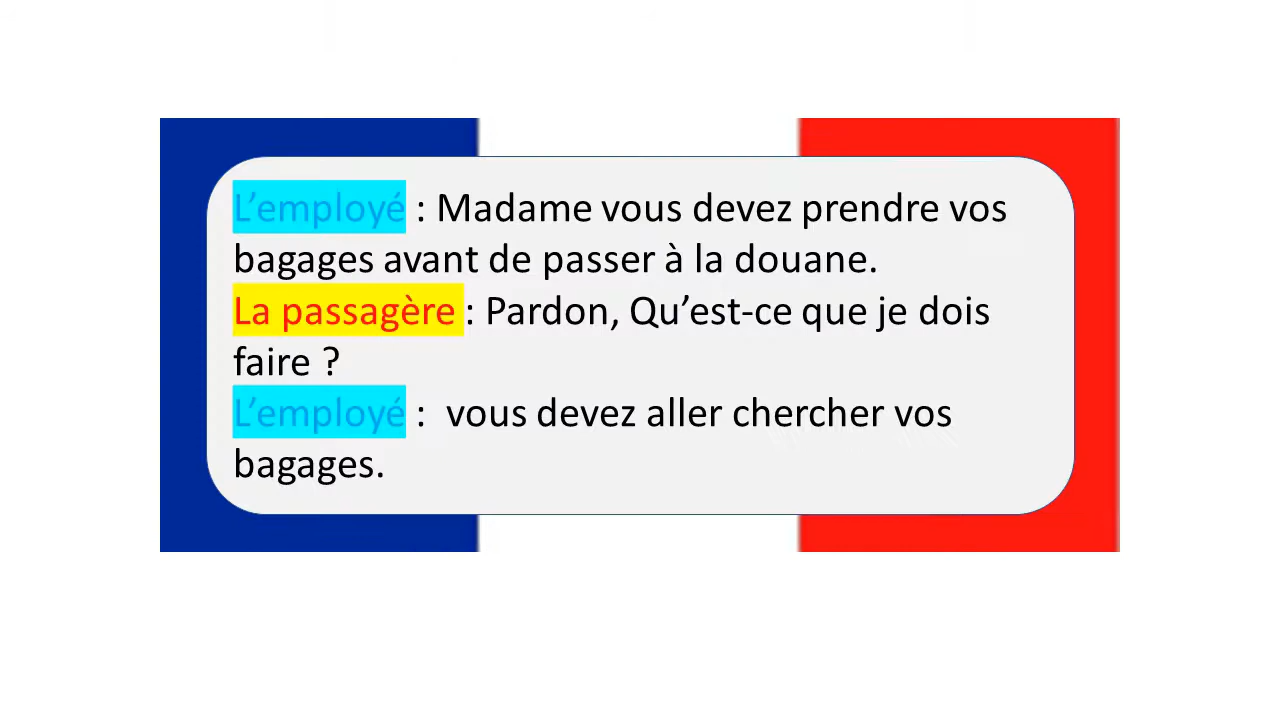 L’employé : Madame vous devez prendre vos
bagages avant de passer à la douane.
La passagère : Pardon, Qu’est-ce que je dois
faire ?
L’employé :  vous devez aller chercher vos
bagages.